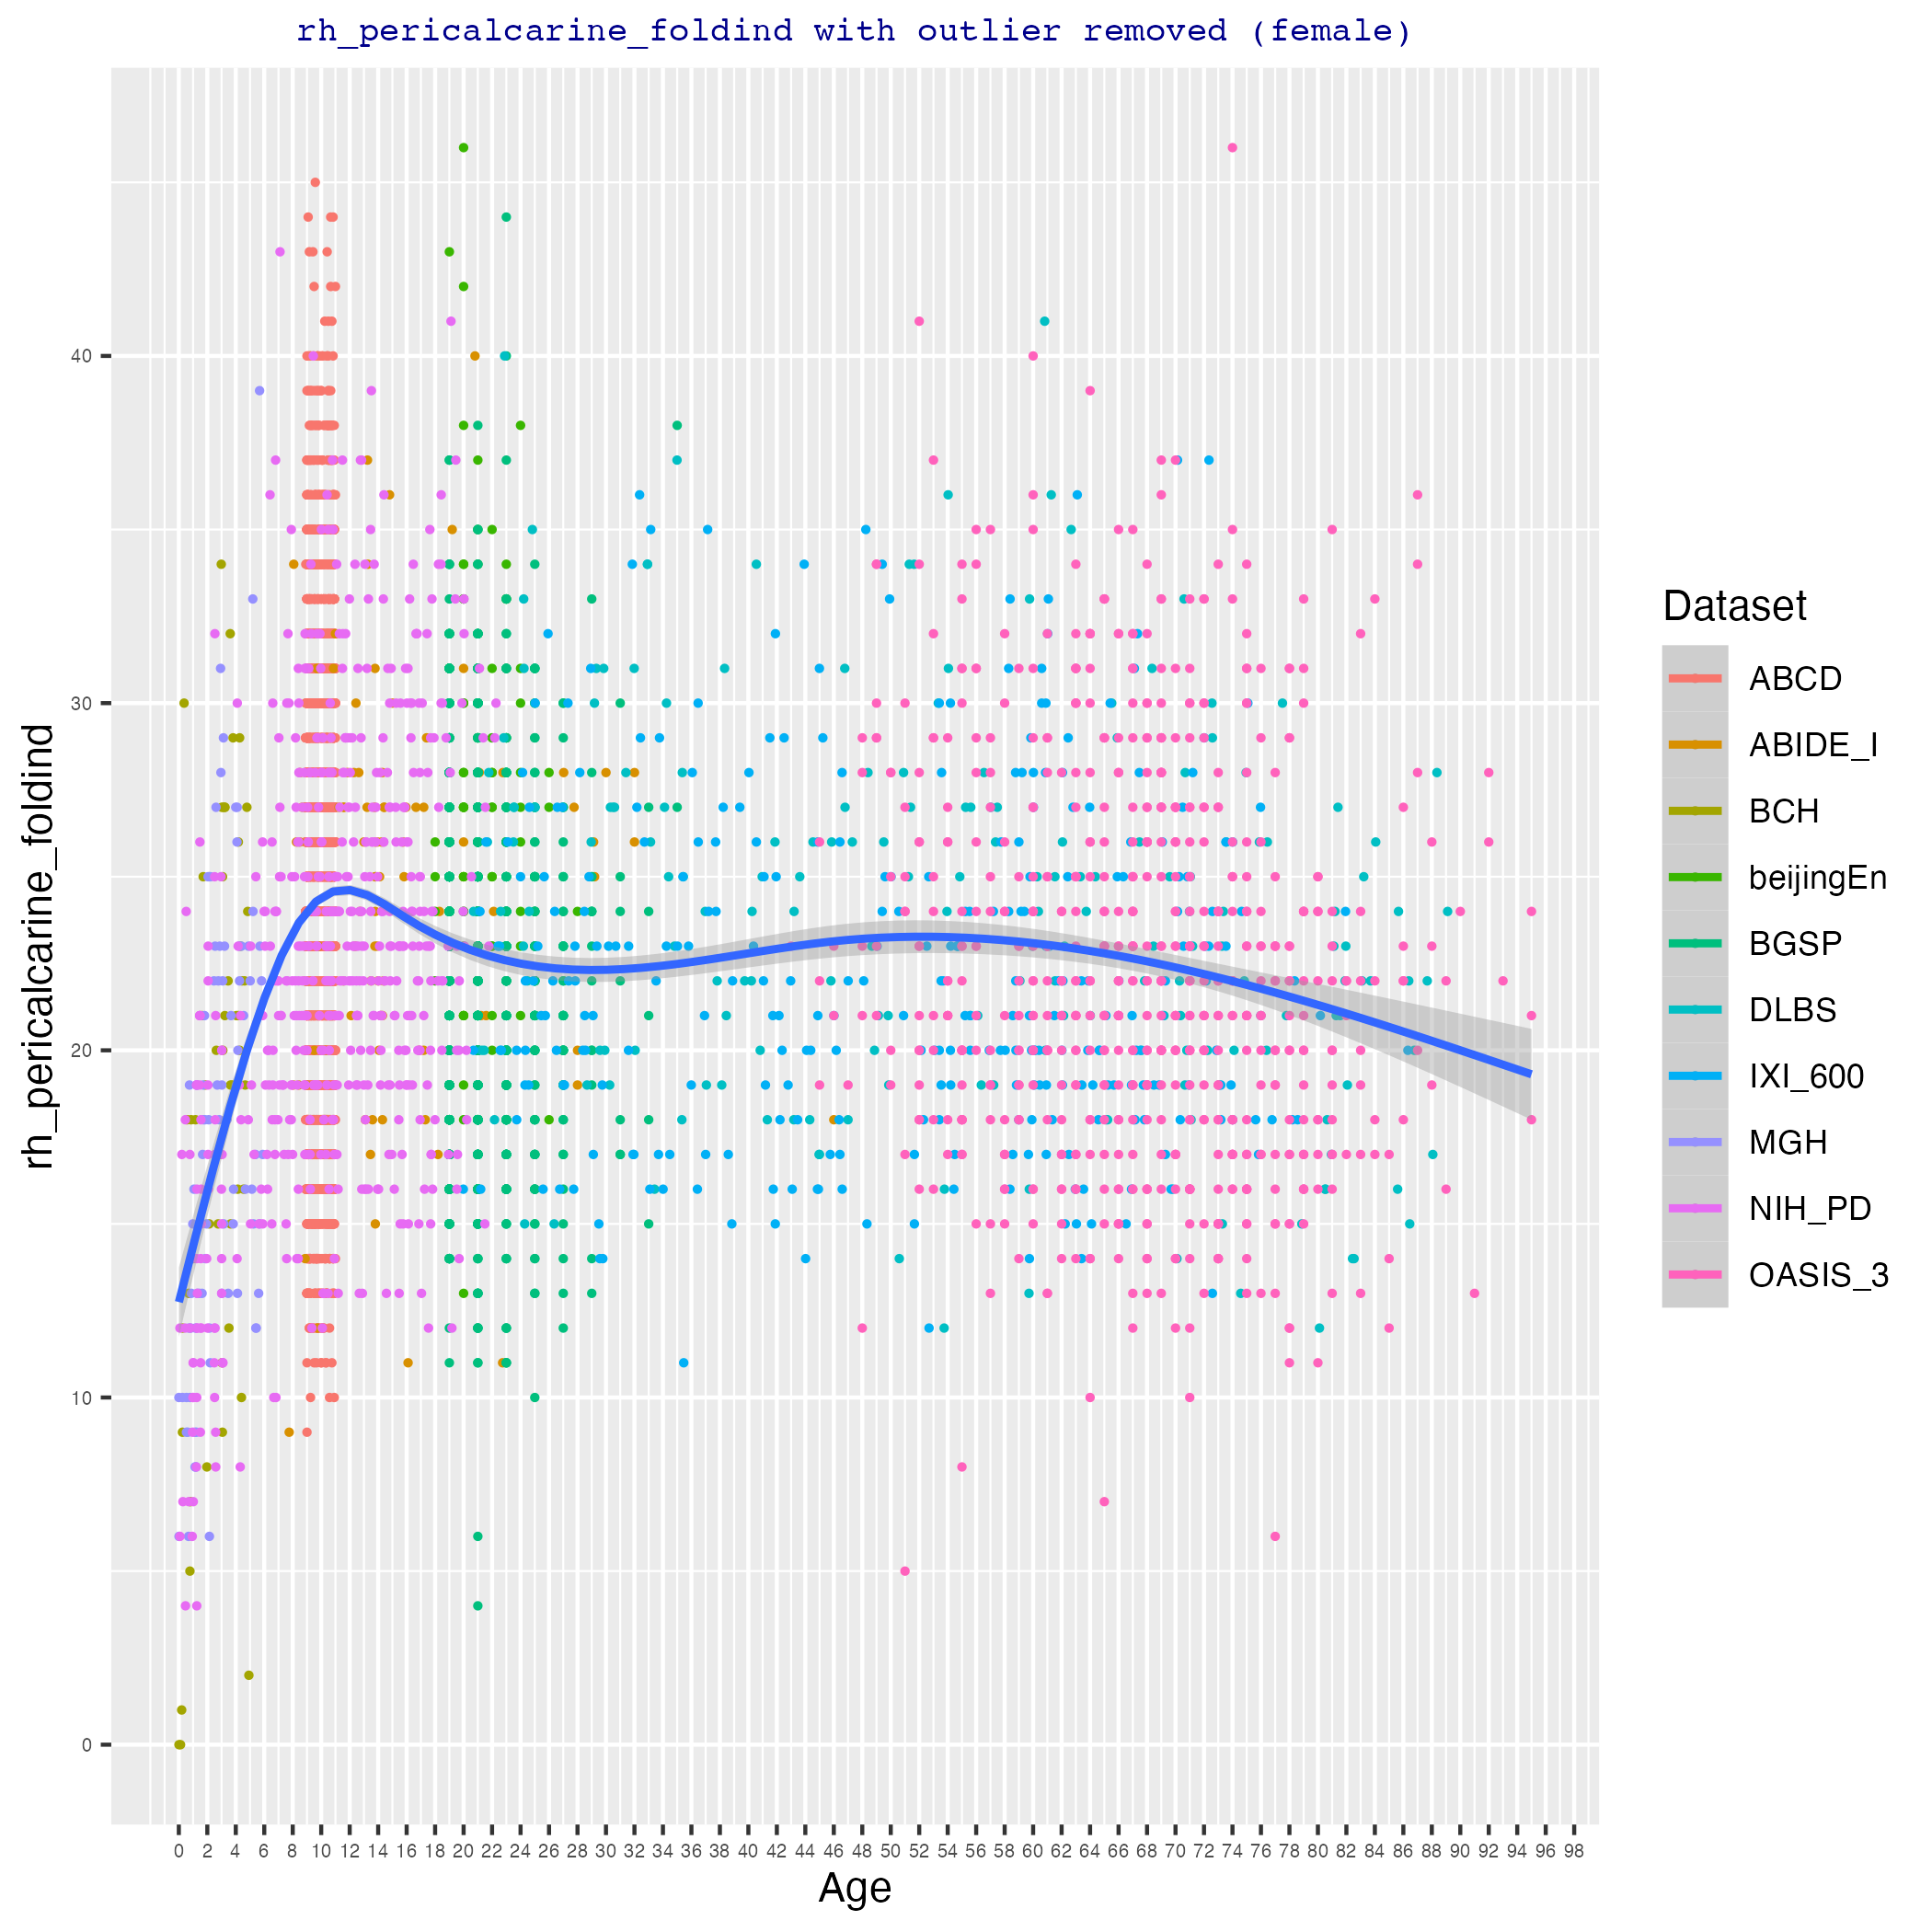 rh_pericalcarine_foldind with outlier removed (female)
rh_pericalcarine_foldind
40
30
20
10
0
0 2 4 6 8 10 12 14 16 18 20 22 24 26 28 30 32 34 36 38 40 42 44 46 48 50 52 54 56 58 60 62 64 66 68 70 72 74 76 78 80 82 84 86 88 90 92 94 96 98
Age
Dataset
ABCD
ABIDE_I
BCH
beijingEn
BGSP
DLBS
IXI_600
MGH
NIH_PD
OASIS_3